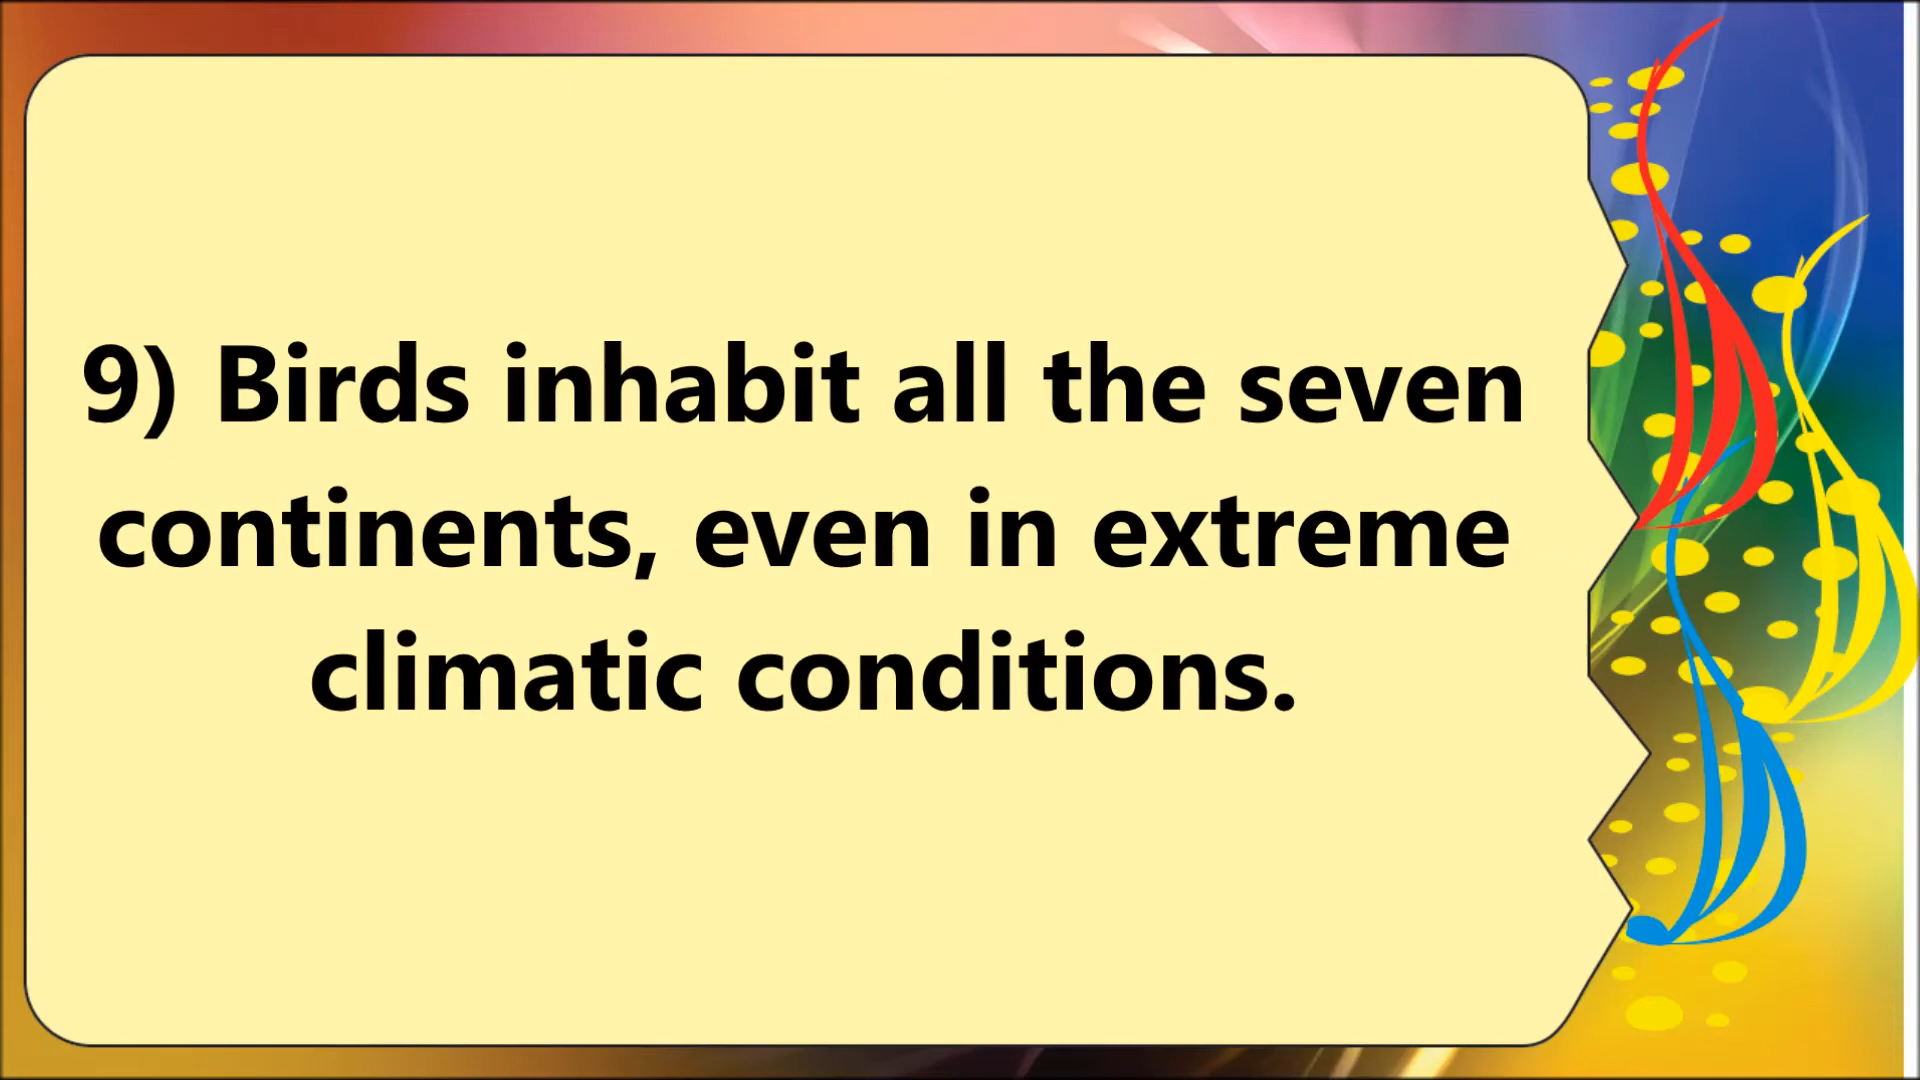 9) Birds inhabit all the seven
continents, even in extreme
climatic conditions.